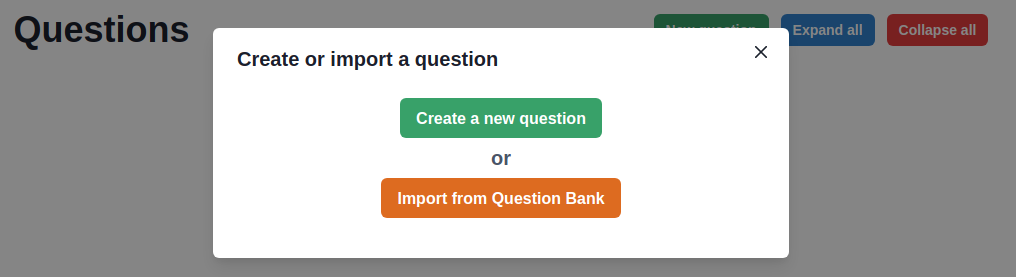 Questions
New question
Expand all
Collapse all
Create or import a question
Create a new question
or
Import from Question Bank